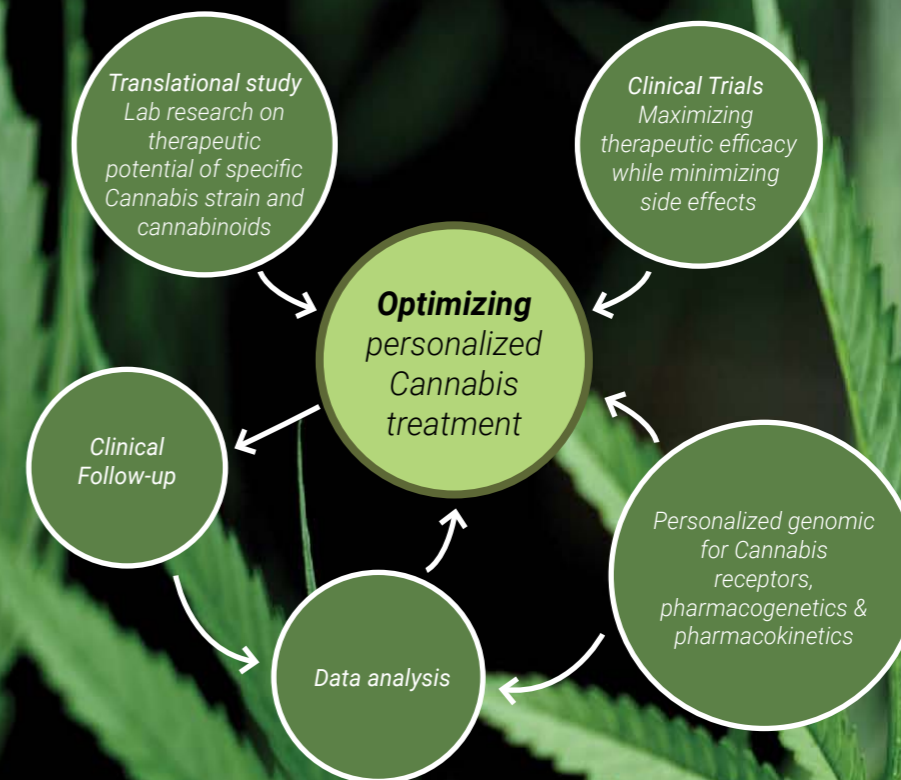 Translational study
Lab research on
therapeutic
potential of specific
Cannabis strain and
cannabinoids
Clinical Trials
Maximizing
therapeutic efficacy
while minimizing
side effects
Optimizing
personalized
Cannabis
treatment
Clinical
Follow-up
Personalized genomic
for Cannabis
receptors,
pharmacogenetics &
pharmacokinetics
Data analysis